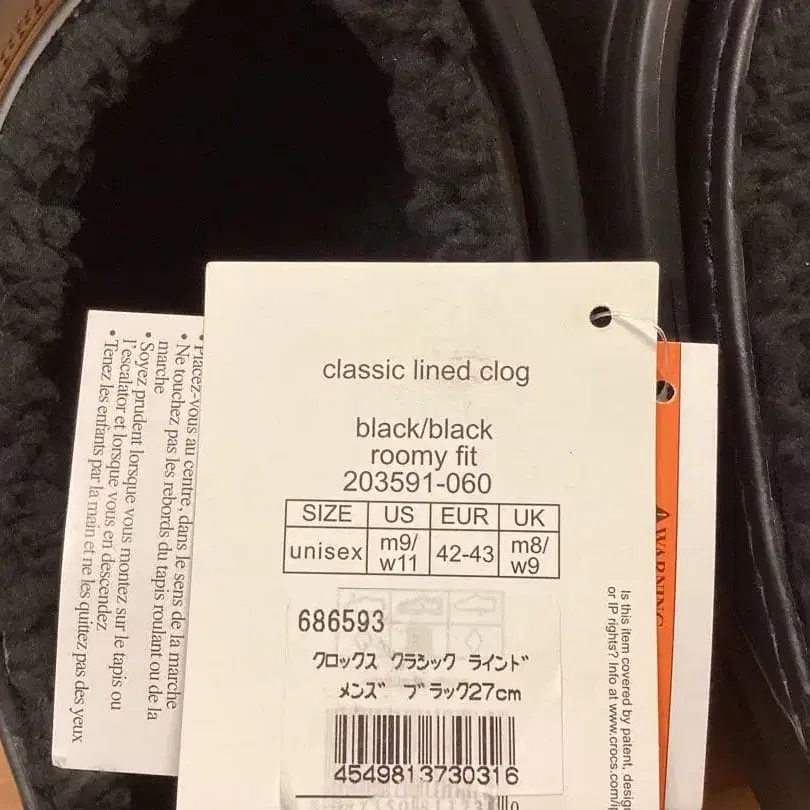 classic lined clog
black/black
roomy fit
203591-060
SIZE US EUR UK
unisex m9/w11 42-43 m8/w9
686593
クロックス クラシック ラインド
メンズ ブラック27cm
4549813730316
Placez-vous au centre, dans le sens de la marche
Ne touchez pas les rebords du tapis roulant ou de la
marche
Soyez prudent lorsque vous montez sur le tapis ou
l'escalator et lorsque vous en descendez
Tenez les enfants par la main et ne les quittez pas des yeux
WARNING
Is this item covered by patent,
or IP rights? Info at www.crocs.com/